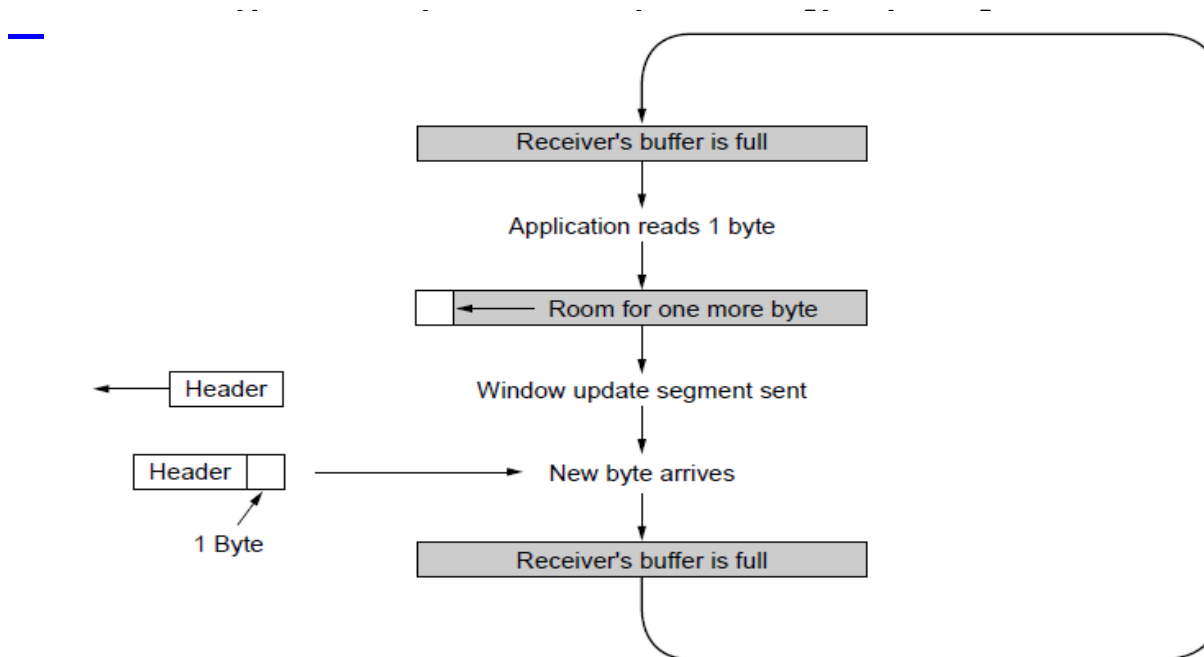 Receiver's buffer is full
Application reads 1 byte
Room for one more byte
Header
Window update segment sent
Header
New byte arrives
1 Byte
Receiver's buffer is full